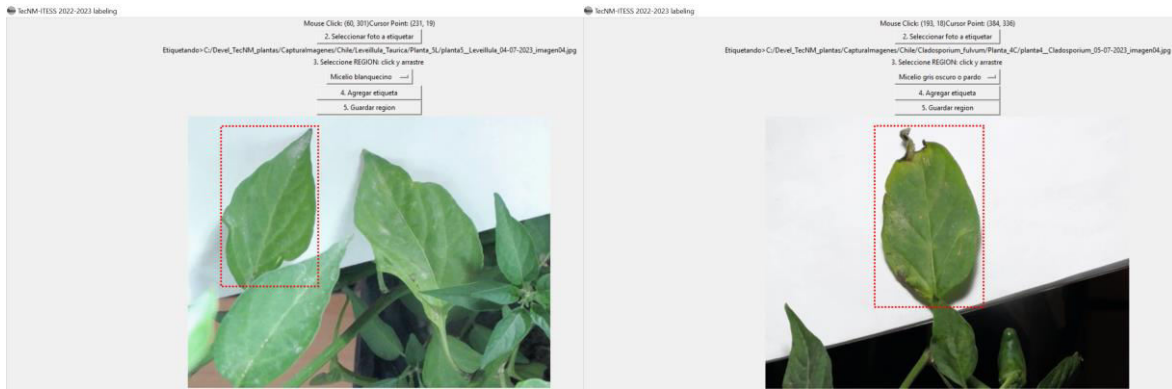 TecNM-ITESS 2022-2023 labeling
Mouse Click: (60, 301)Cursor Point: (231, 19)
2. Seleccionar foto a etiquetar
Etiquetando>C:/Devel_TecNM_plantas/CapturaImagenes/Chile/Leveillula_Taurica/Planta_5L/planta5__Leveillula_04-07-2023_imagen04.jpg
3. Seleccione REGION: click y arrastre
Micelio blanquecino
4. Agregar etiqueta
5. Guardar region
TecNM-ITESS 2022-2023 labeling
Mouse Click: (193, 18)Cursor Point: (384, 336)
2. Seleccionar foto a etiquetar
Etiquetando>C:/Devel_TecNM_plantas/CapturaImagenes/Chile/Cladosporium_fulvum/Planta_4C/planta4__Cladosporium_05-07-2023_imagen04.jpg
3. Seleccione REGION: click y arrastre
Micelio gris oscuro o pardo
4. Agregar etiqueta
5. Guardar region